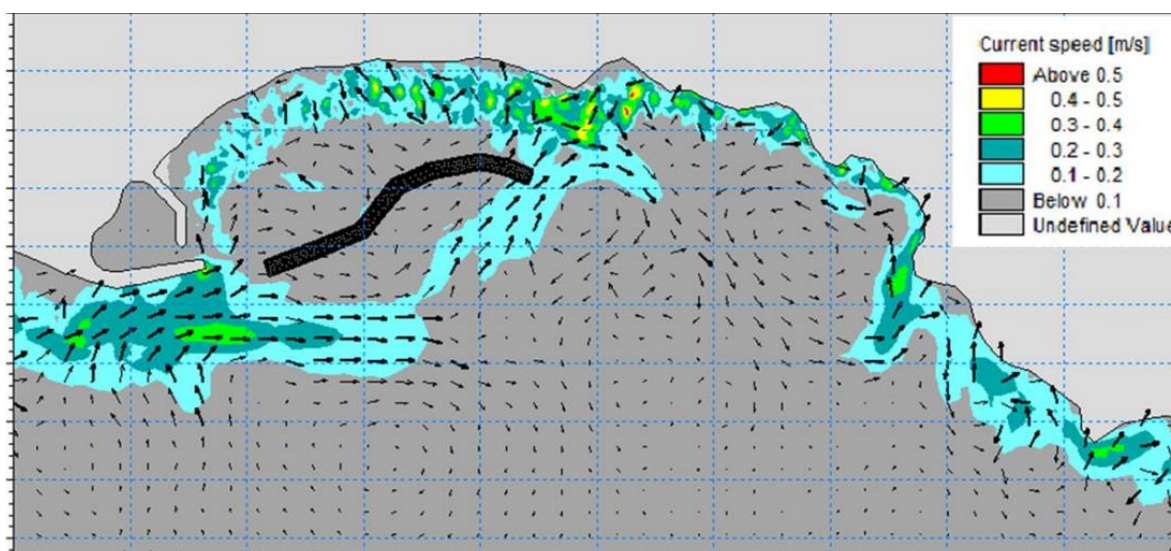 Current speed [m/s]
Above 0.5
0.4 - 0.5
0.3 - 0.4
0.2 - 0.3
0.1 - 0.2
Below 0.1
Undefined Value